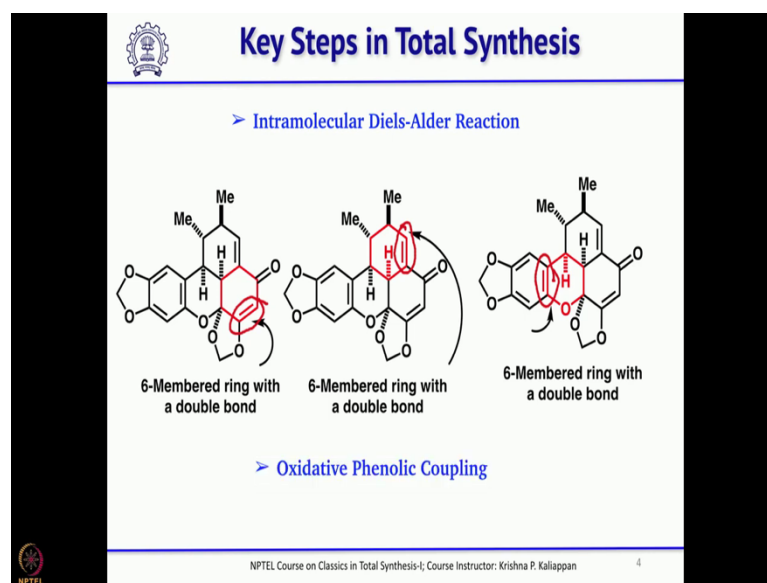 Key Steps in Total Synthesis
➢ Intramolecular Diels-Alder Reaction
Me
Me
H
H
O
O
O
O
O
O
6-Membered ring with
a double bond
Me
Me
H
H
O
O
O
O
O
O
6-Membered ring with
a double bond
Me
Me
H
H
O
O
O
O
O
O
6-Membered ring with
a double bond
➢ Oxidative Phenolic Coupling
NPTEL Course on Classics in Total Synthesis-I; Course Instructor: Krishna P. Kaliappan
4
NPTEL